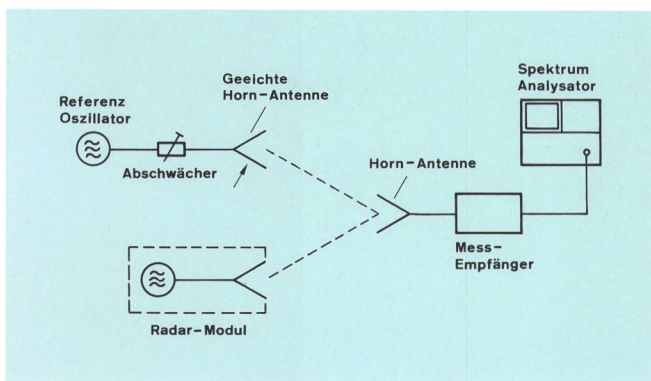 Referenz
Oszillator
Geeichte
Horn-Antenne
Abschwächer
Horn-Antenne
Spektrum
Analysator
Mess-
Empfänger
Radar-Modul